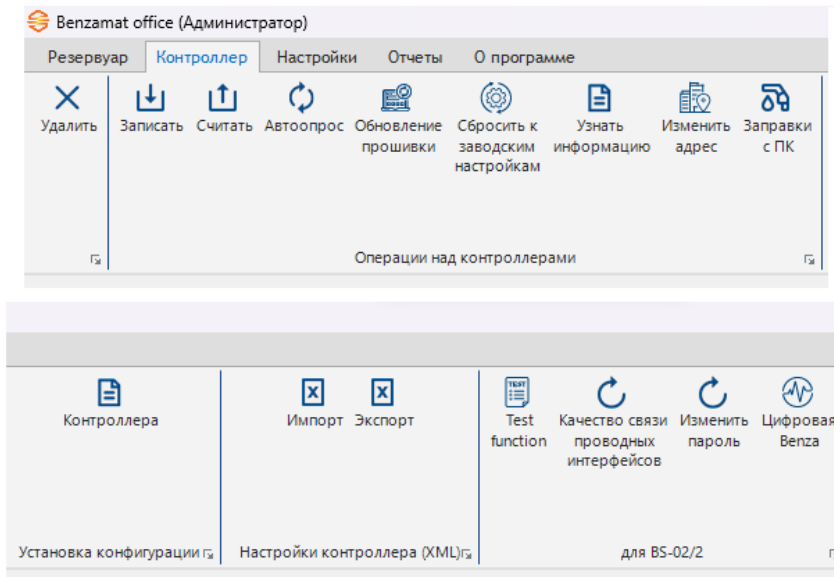 Benzamat office (Администратор)
Резервуар Контроллер Настройки Отчеты О программе
Удалить Записать Считать Автоопрос Обновление Сбросить к Узнать Изменить Заправки
прошивки заводским информацию адрес с ПК
настройкам
Операции над контроллерами
TEST
Контроллера Импорт Экспорт Test Качество связи Изменить Цифровая
function проводных пароль Benza
интерфейсов
Установка конфигурации Настройки контроллера (XML) для BS-02/2